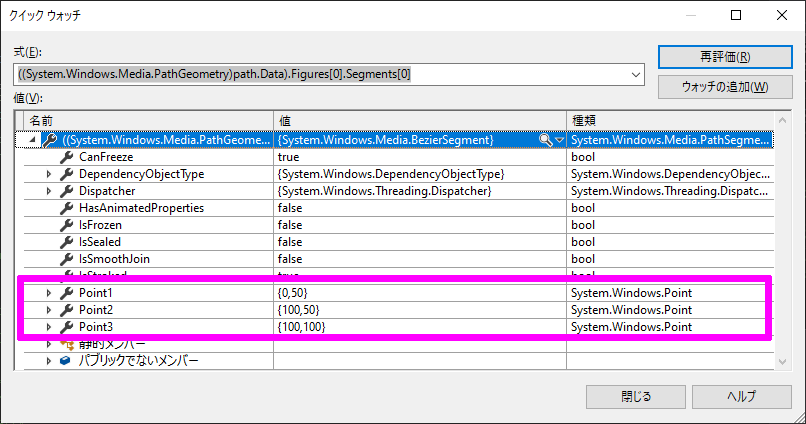 クイック ウォッチ
式(E):
((System.Windows.Media.PathGeometry)path.Data).Figures[0].Segments[0]
再評価(R)
ウォッチの追加(W)
値(V):
名前 値 種類
((System.Windows.Media.PathGeome... {System.Windows.Media.BezierSegment} System.Windows.Media.PathSegme...
CanFreeze true bool
DependencyObjectType {System.Windows.DependencyObjectType} System.Windows.DependencyObjec...
Dispatcher {System.Windows.Threading.Dispatcher} System.Windows.Threading.Dispatc...
HasAnimatedProperties false bool
IsFrozen false bool
IsSealed false bool
IsSmoothJoin false bool
IsStroked true bool
Point1 {0,50} System.Windows.Point
Point2 {100,50} System.Windows.Point
Point3 {100,100} System.Windows.Point
静的メンバー
パブリックでないメンバー
閉じる
ヘルプ